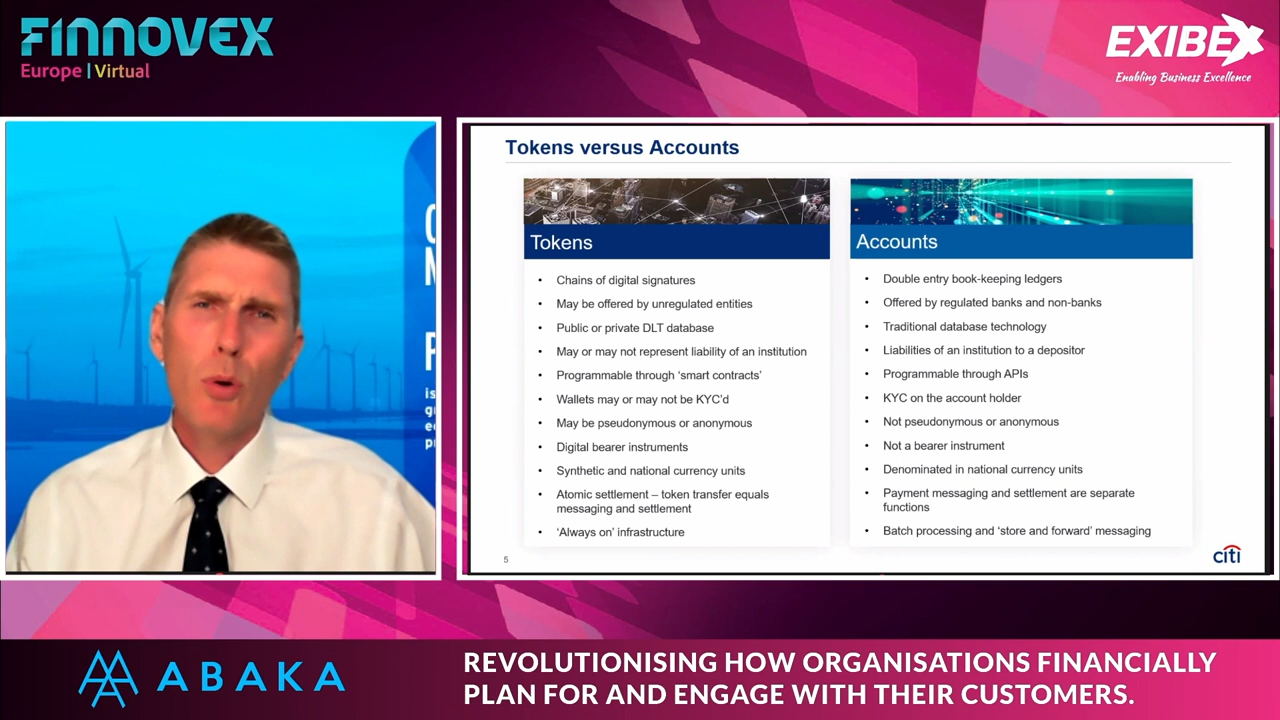 FINNOVEX
Europe | Virtual
EXIBEX
Enabling Business Excellence
is
Tokens versus Accounts
Tokens
• Chains of digital signatures
• May be offered by unregulated entities
• Public or private DLT database
• May or may not represent liability of an institution
• Programmable through ‘smart contracts’
• Wallets may or may not be KYC’d
• May be pseudonymous or anonymous
• Digital bearer instruments
• Synthetic and national currency units
• Atomic settlement – token transfer equals
messaging and settlement
• ‘Always on’ infrastructure
Accounts
• Double entry book-keeping ledgers
• Offered by regulated banks and non-banks
• Traditional database technology
• Liabilities of an institution to a depositor
• Programmable through APIs
• KYC on the account holder
• Not pseudonymous or anonymous
• Not a bearer instrument
• Denominated in national currency units
• Payment messaging and settlement are separate
functions
• Batch processing and ‘store and forward’ messaging
5
citi
ABAKA
REVOLUTIONISING HOW ORGANISATIONS FINANCIALLY
PLAN FOR AND ENGAGE WITH THEIR CUSTOMERS.